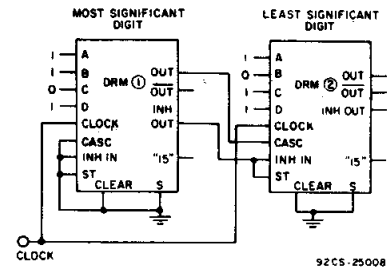 MOST SIGNIFICANT
DIGIT
LEAST SIGNIFICANT
DIGIT
1 A
1 B
0 C
1 D
CLOCK
CASC
INH IN
ST
CLEAR
S
DRM ①
OUT
OUT
INH
OUT
"15"
1 A
0 B
1 C
1 D
CLOCK
CASC
INH IN
ST
CLEAR
S
DRM ②
OUT
OUT
INH OUT
"15"
CLOCK
92CS-25008